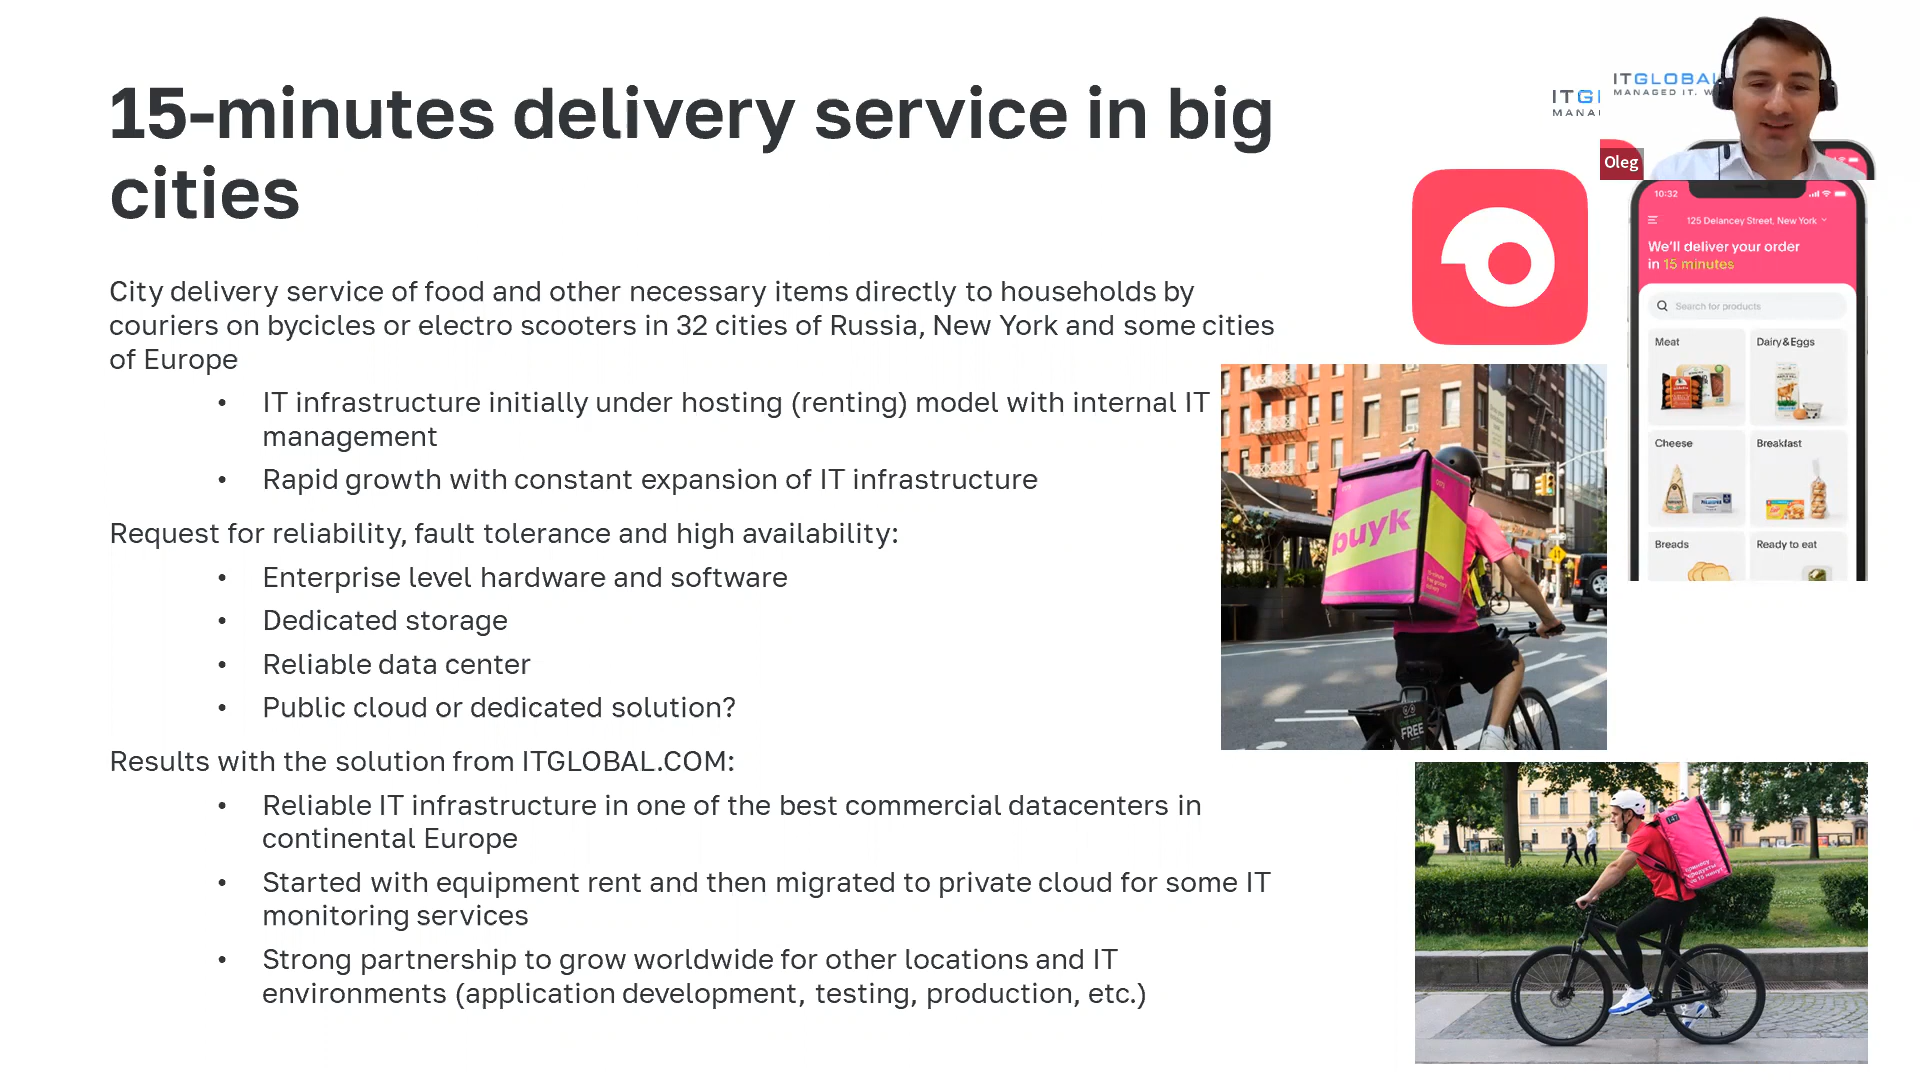 15-minutes delivery service in big
cities
City delivery service of food and other necessary items directly to households by
couriers on bycicles or electro scooters in 32 cities of Russia, New York and some cities
of Europe
• IT infrastructure initially under hosting (renting) model with internal IT
management
• Rapid growth with constant expansion of IT infrastructure
Request for reliability, fault tolerance and high availability:
• Enterprise level hardware and software
• Dedicated storage
• Reliable data center
• Public cloud or dedicated solution?
Results with the solution from ITGLOBAL.COM:
• Reliable IT infrastructure in one of the best commercial datacenters in
continental Europe
• Started with equipment rent and then migrated to private cloud for some IT
monitoring services
• Strong partnership to grow worldwide for other locations and IT
environments (application development, testing, production, etc.)
ITG
MANA
ITGLOBAL
MANAGED IT. W
Oleg
10:32
125 Delancey Street, New York
We'll deliver your order
in 15 minutes
Search for products
Meat
Dairy & Eggs
Cheese
Breakfast
Breads
Ready to eat
buyk
FREE
147